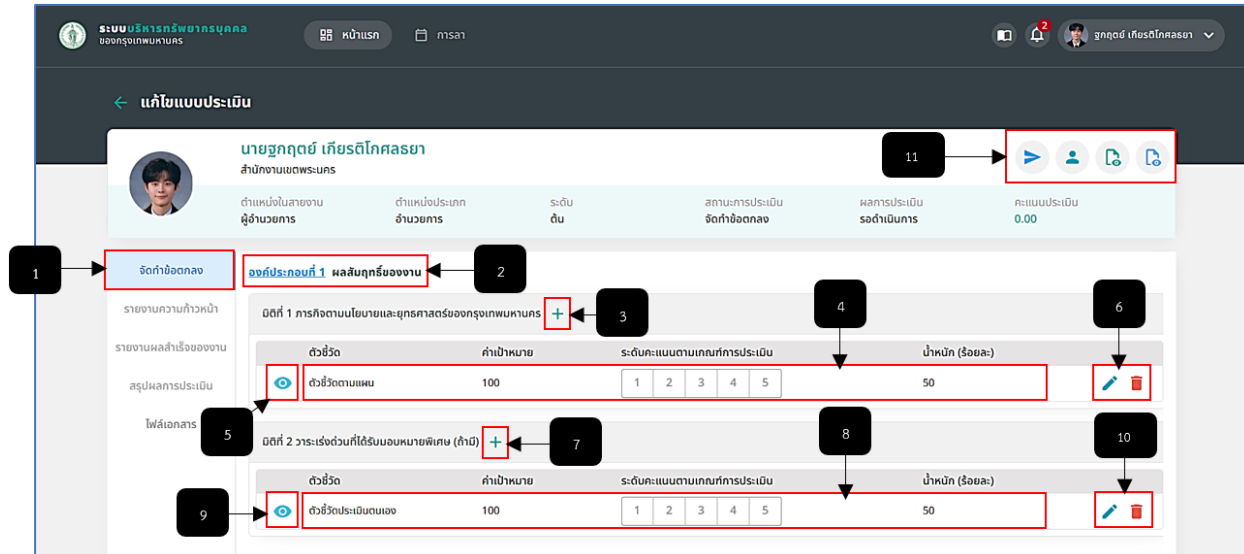 ระบบบริหารทรัพยากรบุคคล
ของกรุงเทพมหานคร
หน้าแรก
การลา
2
ฐกฤตย์ เกียรติโกศลธยา
แก้ไขแบบประเมิน
นายฐกฤตย์ เกียรติโกศลธยา
สำนักงานเขตพระนคร
11
ตำแหน่งในสายงาน ตำแหน่งประเภท ระดับ สถานะการประเมิน ผลการประเมิน คะแนนประเมิน
ผู้อำนวยการ อำนวยการ ต้น จัดทำข้อตกลง รอดำเนินการ 0.00
1
จัดทำข้อตกลง
รายงานความก้าวหน้า
รายงานผลสำเร็จของงาน
สรุปผลการประเมิน
ไฟล์เอกสาร
องค์ประกอบที่ 1 ผลสัมฤทธิ์ของงาน
2
มิติที่ 1 ภารกิจตามนโยบายและยุทธศาสตร์ของกรุงเทพมหานคร +
3
4
6
ตัวชี้วัด ค่าเป้าหมาย ระดับคะแนนตามเกณฑ์การประเมิน น้ำหนัก (ร้อยละ)
ตัวชี้วัดตามแผน 100 1 2 3 4 5 50
5
มิติที่ 2 วาระเร่งด่วนที่ได้รับมอบหมายพิเศษ (ถ้ามี) +
7
8
10
ตัวชี้วัด ค่าเป้าหมาย ระดับคะแนนตามเกณฑ์การประเมิน น้ำหนัก (ร้อยละ)
9
ตัวชี้วัดประเมินตนเอง 100 1 2 3 4 5 50